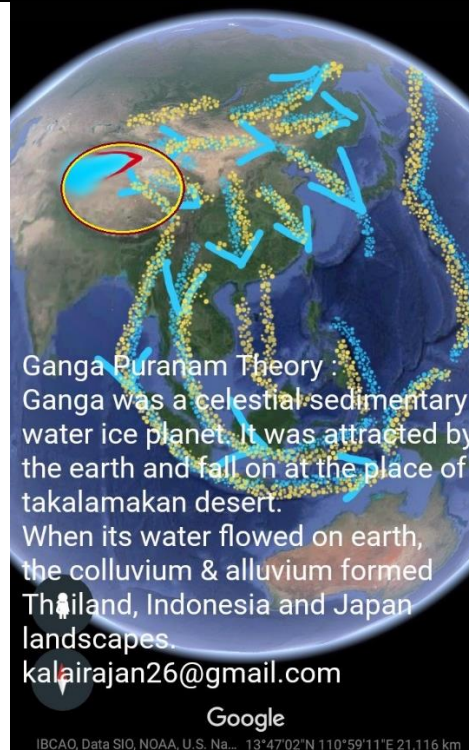 Ganga Puranam Theory :
Ganga was a celestial sedimentary
water ice planet. It was attracted by
the earth and fall on at the place of
takalamakan desert.
When its water flowed on earth,
the colluvium & alluvium formed
Thailand, Indonesia and Japan
landscapes.
kalairajan26@gmail.com
Google
IBCAO, Data SIO, NOAA, U.S. Na... 13°47'02"N 110°59'11"E 21,116 km